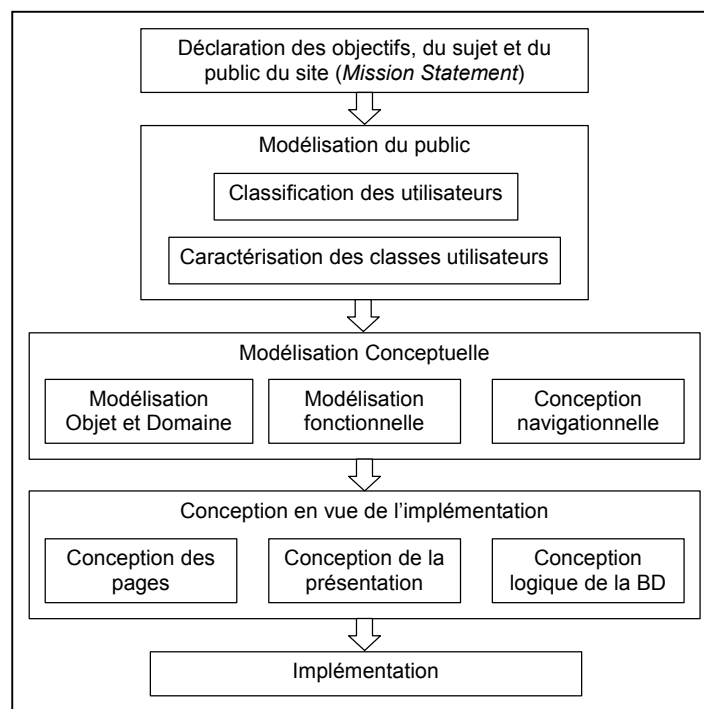 Déclaration des objectifs, du sujet et du
public du site (Mission Statement)
Modélisation du public
Classification des utilisateurs
Caractérisation des classes utilisateurs
Modélisation Conceptuelle
Modélisation
Objet et Domaine
Modélisation
fonctionnelle
Conception
navigationnelle
Conception en vue de l'implémentation
Conception des
pages
Conception de la
présentation
Conception
logique de la BD
Implémentation